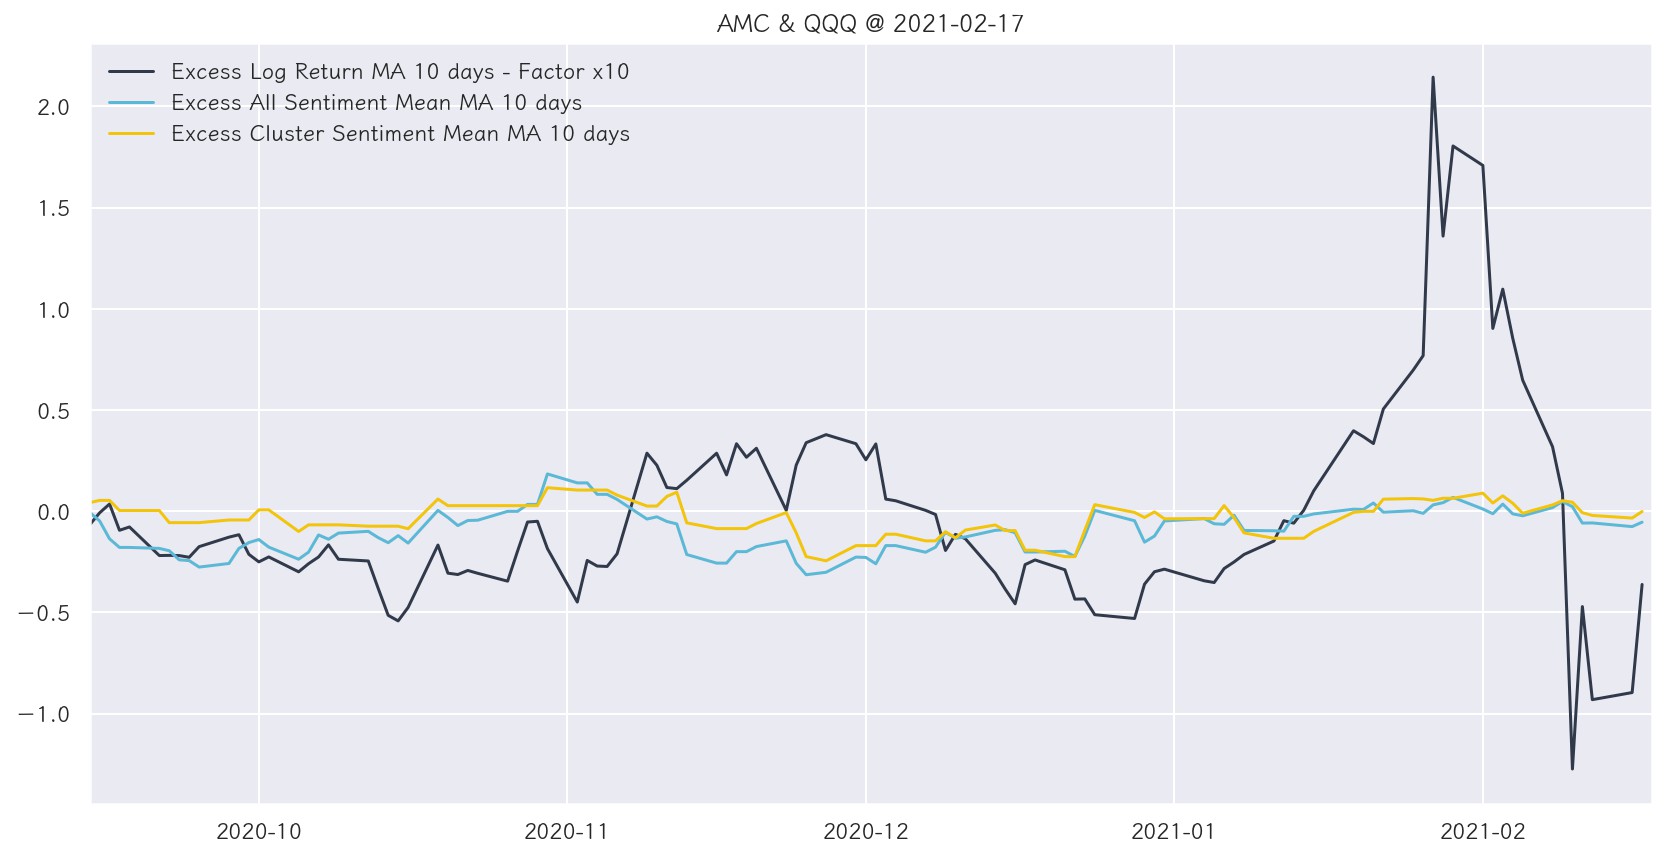 AMC & QQQ @ 2021-02-17
Excess Log Return MA 10 days - Factor x10
Excess All Sentiment Mean MA 10 days
Excess Cluster Sentiment Mean MA 10 days
2.0
1.5
1.0
0.5
0.0
−0.5
−1.0
2020-10 2020-11 2020-12 2021-01 2021-02